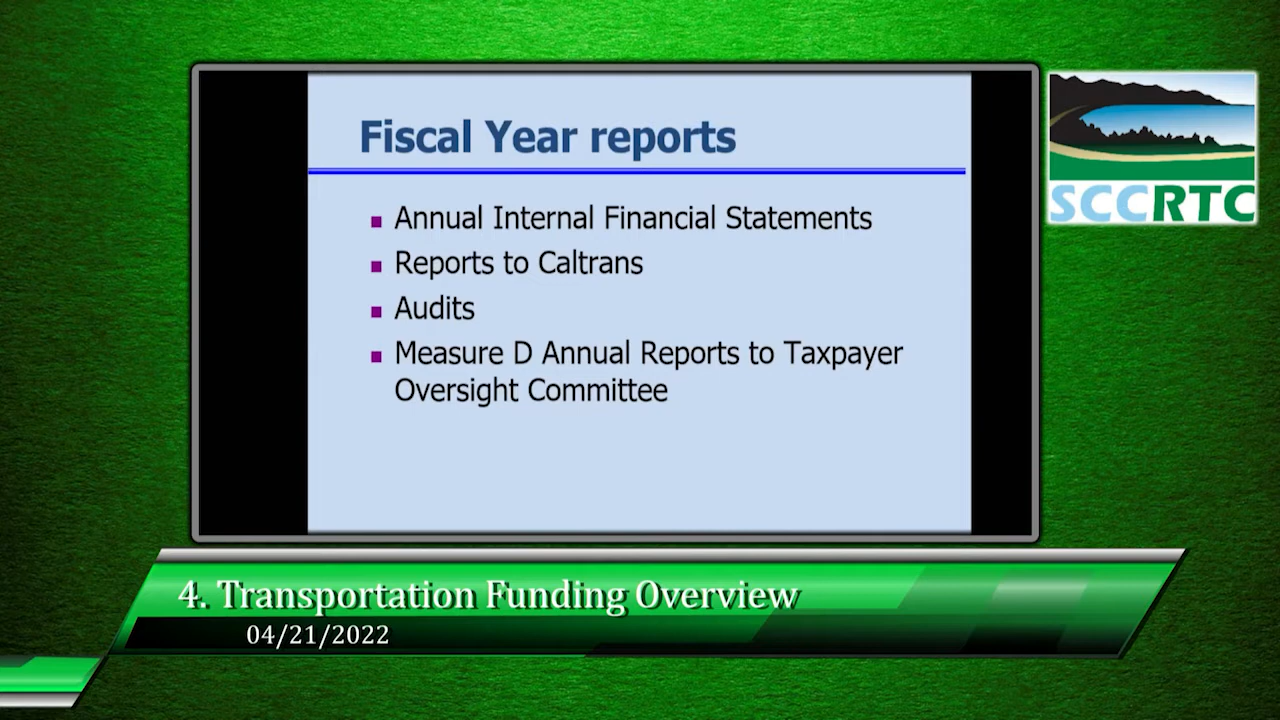 Fiscal Year reports
SCCRTC
Annual Internal Financial Statements
Reports to Caltrans
Audits
Measure D Annual Reports to Taxpayer
Oversight Committee
4. Transportation Funding Overview
04/21/2022